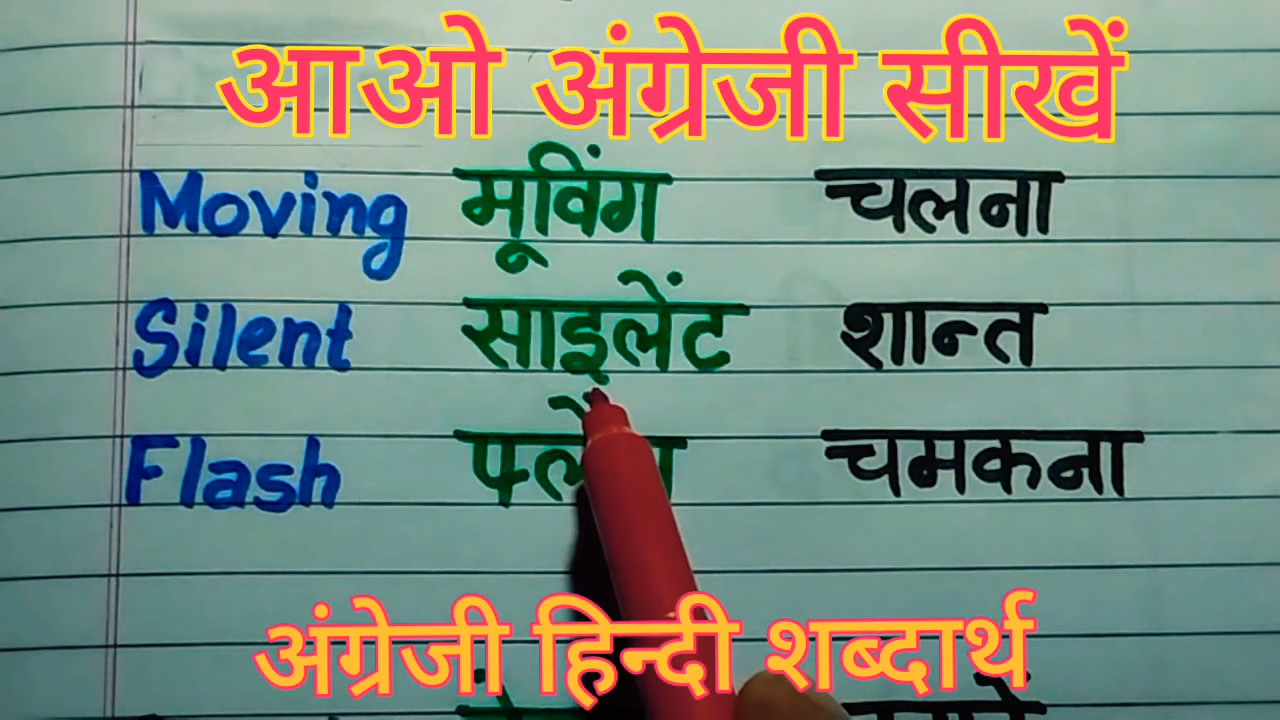 आओ अंग्रेजी सीखें
Moving मूविंग चलना
Silent साइलेंट शान्त
Flash चमकना
अंग्रेजी हिन्दी शब्दार्थ